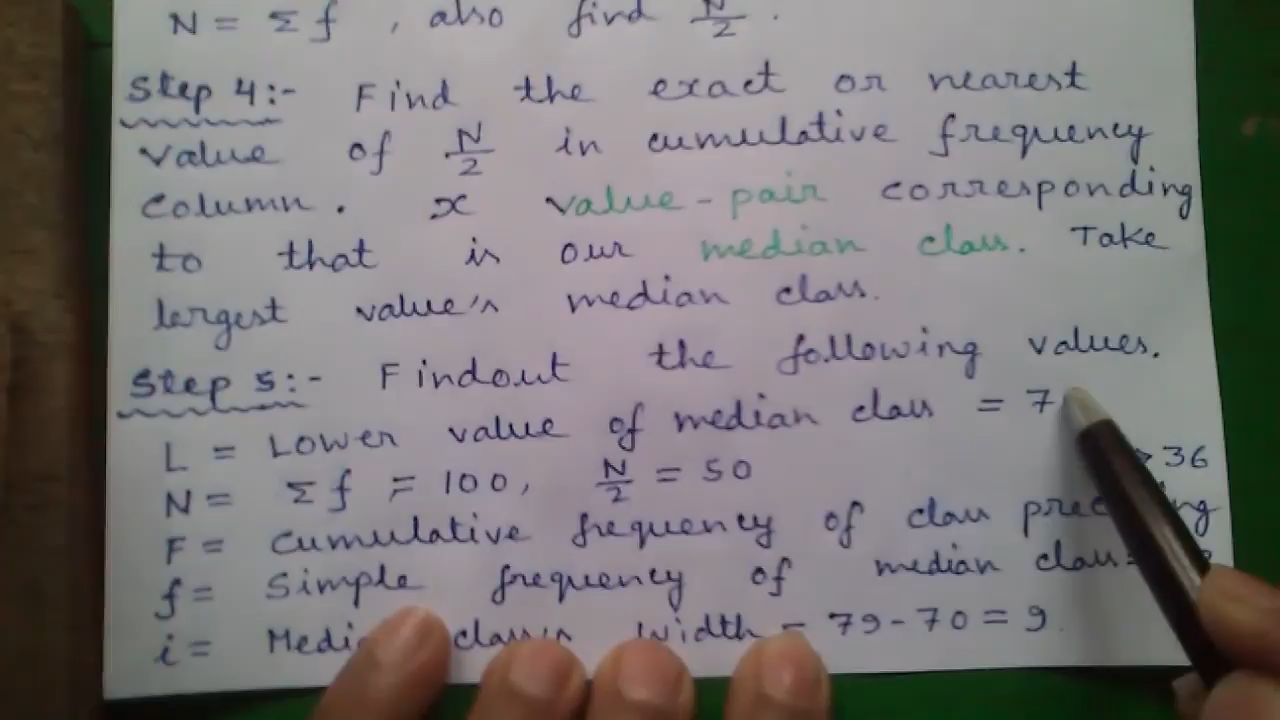 N = Σf , also find N/2 .
Step 4:- Find the exact or nearest
value of N/2 in cumulative frequency
column. x value-pair corresponding
to that is our median class. Take
largest value's median class.
Step 5:- Findout the following values.
L = Lower value of median class = 7
N = Σf = 100, N/2 = 50
→ 36
F = Cumulative frequency of class
f = Simple frequency of median class =
i = class's width = 79-70 = 9